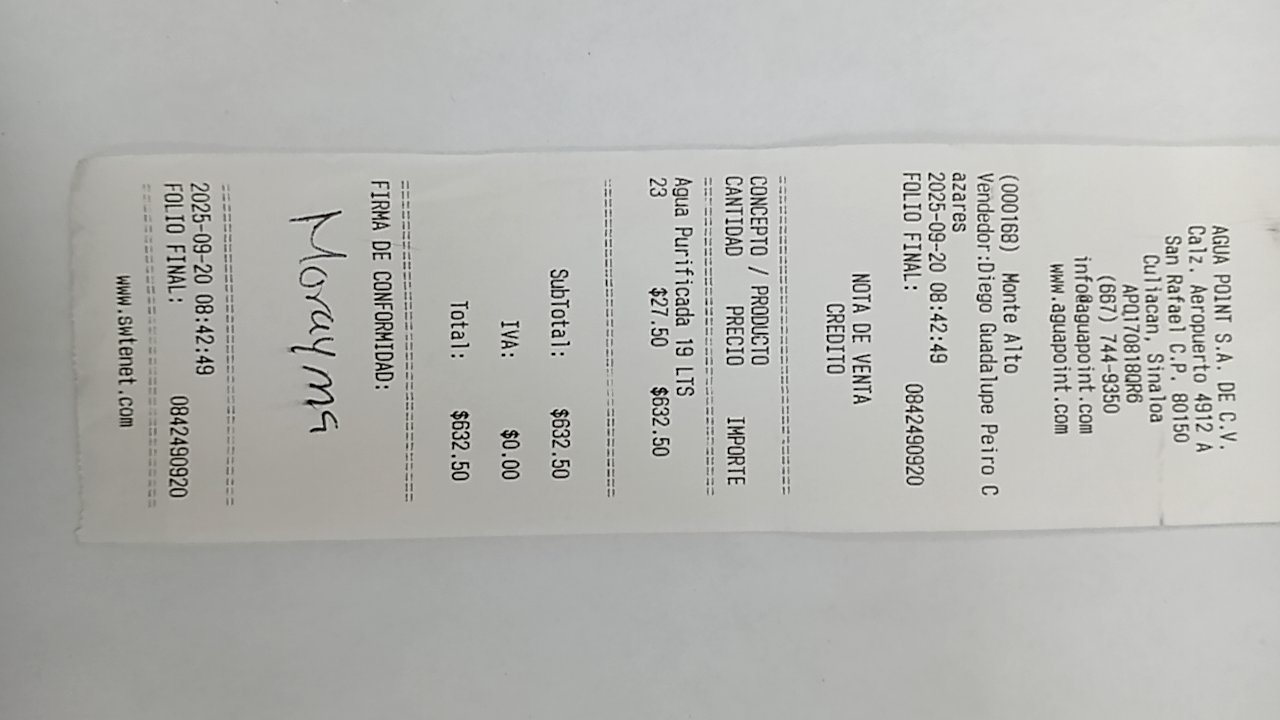 AGUA POINT S.A. DE C.V.
Calz. Aeropuerto 4912 A
San Rafael C.P. 80150
Culiacan, Sinaloa
APQ170818QR6
(667) 744-9350
info@aguapoint.com
www.aguapoint.com
(000168) Monte Alto
Vendedor:Diego Guadalupe Peiro C
azares
2025-09-20 08:42:49
FOLIO FINAL: 0842490920
NOTA DE VENTA
CREDITO
================================
CONCEPTO / PRODUCTO
CANTIDAD PRECIO IMPORTE
================================
Agua Purificada 19 LTS
23 $27.50 $632.50
================================
SubTotal: $632.50
IVA: $0.00
Total: $632.50
================================
FIRMA DE CONFORMIDAD:
Morayma
================================
2025-09-20 08:42:49
FOLIO FINAL: 0842490920
================================
www.swtenet.com